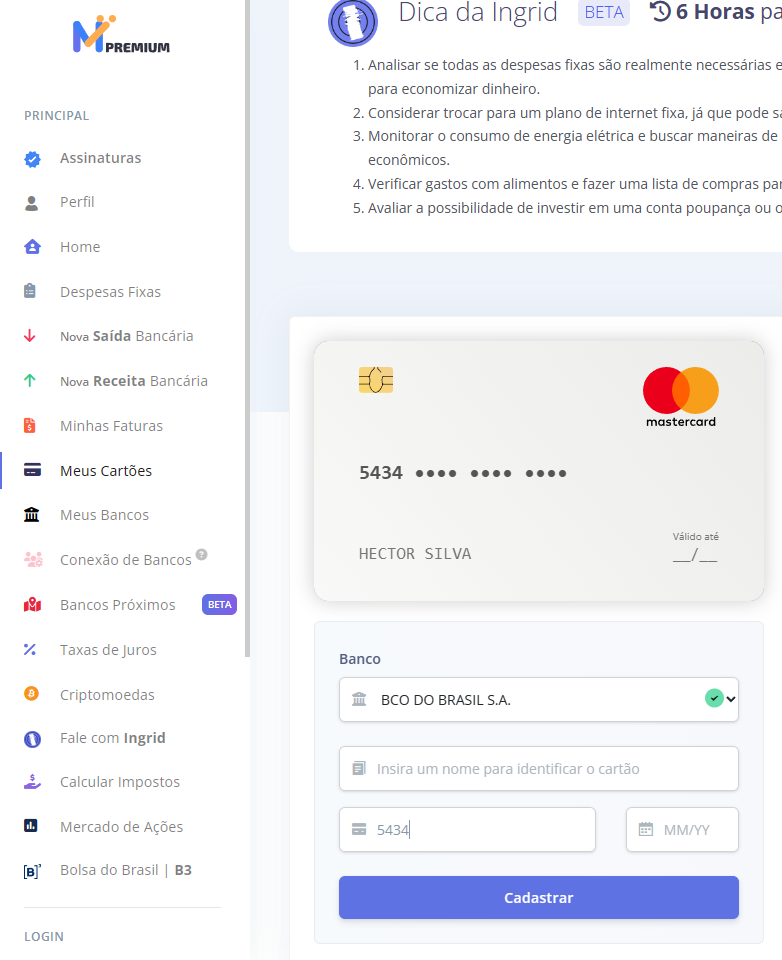 PREMIUM
PRINCIPAL
Assinaturas
Perfil
Home
Despesas Fixas
Nova Saída Bancária
Nova Receita Bancária
Minhas Faturas
Meus Cartões
Meus Bancos
Conexão de Bancos ?
Bancos Próximos BETA
Taxas de Juros
Criptomoedas
Fale com Ingrid
Calcular Impostos
Mercado de Ações
[B]³ Bolsa do Brasil | B3
LOGIN
Dica da Ingrid BETA 6 Horas pa
1. Analisar se todas as despesas fixas são realmente necessárias e
para economizar dinheiro.
2. Considerar trocar para um plano de internet fixa, já que pode sa
3. Monitorar o consumo de energia elétrica e buscar maneiras de
econômicos.
4. Verificar gastos com alimentos e fazer uma lista de compras par
5. Avaliar a possibilidade de investir em uma conta poupança ou o
mastercard
5434 •••• •••• ••••
Válido até
HECTOR SILVA __/__
Banco
BCO DO BRASIL S.A.
Insira um nome para identificar o cartão
5434 MM/YY
Cadastrar